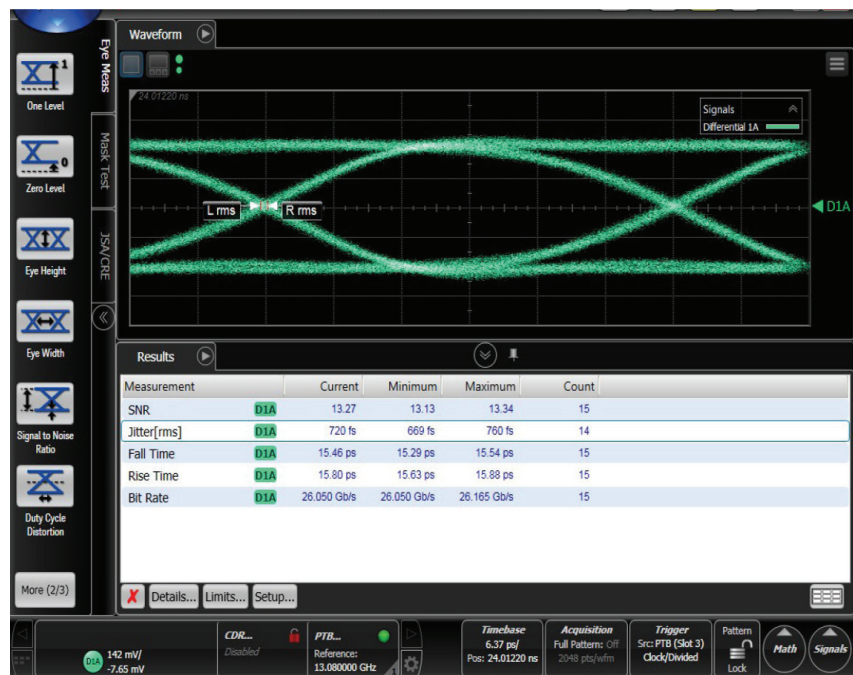 Waveform
Eye Meas
Mask Test
JSA/CRE
1
One Level
0
Zero Level
Eye Height
Eye Width
Signal to Noise
Ratio
Duty Cycle
Distortion
More (2/3)
24.01220 ns
Signals
Differential 1A
L rms
R rms
D1A
Results
Measurement Current Minimum Maximum Count
SNR D1A 13.27 13.13 13.34 15
Jitter[rms] D1A 720 fs 669 fs 760 fs 14
Fall Time D1A 15.46 ps 15.29 ps 15.54 ps 15
Rise Time D1A 15.80 ps 15.63 ps 15.88 ps 15
Bit Rate D1A 26.050 Gb/s 26.050 Gb/s 26.165 Gb/s 15
Details... Limits... Setup...
D1A
142 mV/
-7.65 mV
CDR...
Disabled
PTB...
Reference:
13.080000 GHz
Timebase
6.37 ps/
Pos: 24.01220 ns
Acquisition
Full Pattern: Off
2048 pts/wfm
Trigger
Src: PTB (Slot 3)
Clock/Divided
Pattern
Lock
Math
Signals